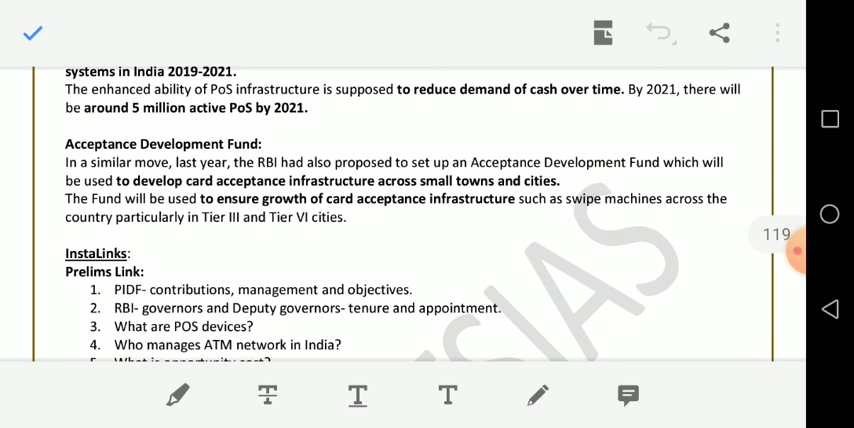 systems in India 2019-2021.
The enhanced ability of PoS infrastructure is supposed to reduce demand of cash over time. By 2021, there will
be around 5 million active PoS by 2021.
Acceptance Development Fund:
In a similar move, last year, the RBI had also proposed to set up an Acceptance Development Fund which will
be used to develop card acceptance infrastructure across small towns and cities.
The Fund will be used to ensure growth of card acceptance infrastructure such as swipe machines across the
country particularly in Tier III and Tier VI cities.
119
InstaLinks:
Prelims Link:
1. PIDF- contributions, management and objectives.
2. RBI- governors and Deputy governors- tenure and appointment.
3. What are POS devices?
4. Who manages ATM network in India?
5. What is opportunity cost?
SIAS
T T T